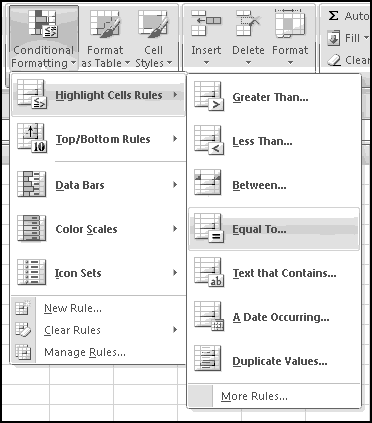 Conditional Formatting
Format as Table
Cell Styles
Insert
Delete
Format
Σ Auto
Fill
Clear
Highlight Cells Rules
Top/Bottom Rules
Data Bars
Color Scales
Icon Sets
New Rule...
Clear Rules
Manage Rules...
Greater Than...
Less Than...
Between...
Equal To...
Text that Contains...
A Date Occurring...
Duplicate Values...
More Rules...